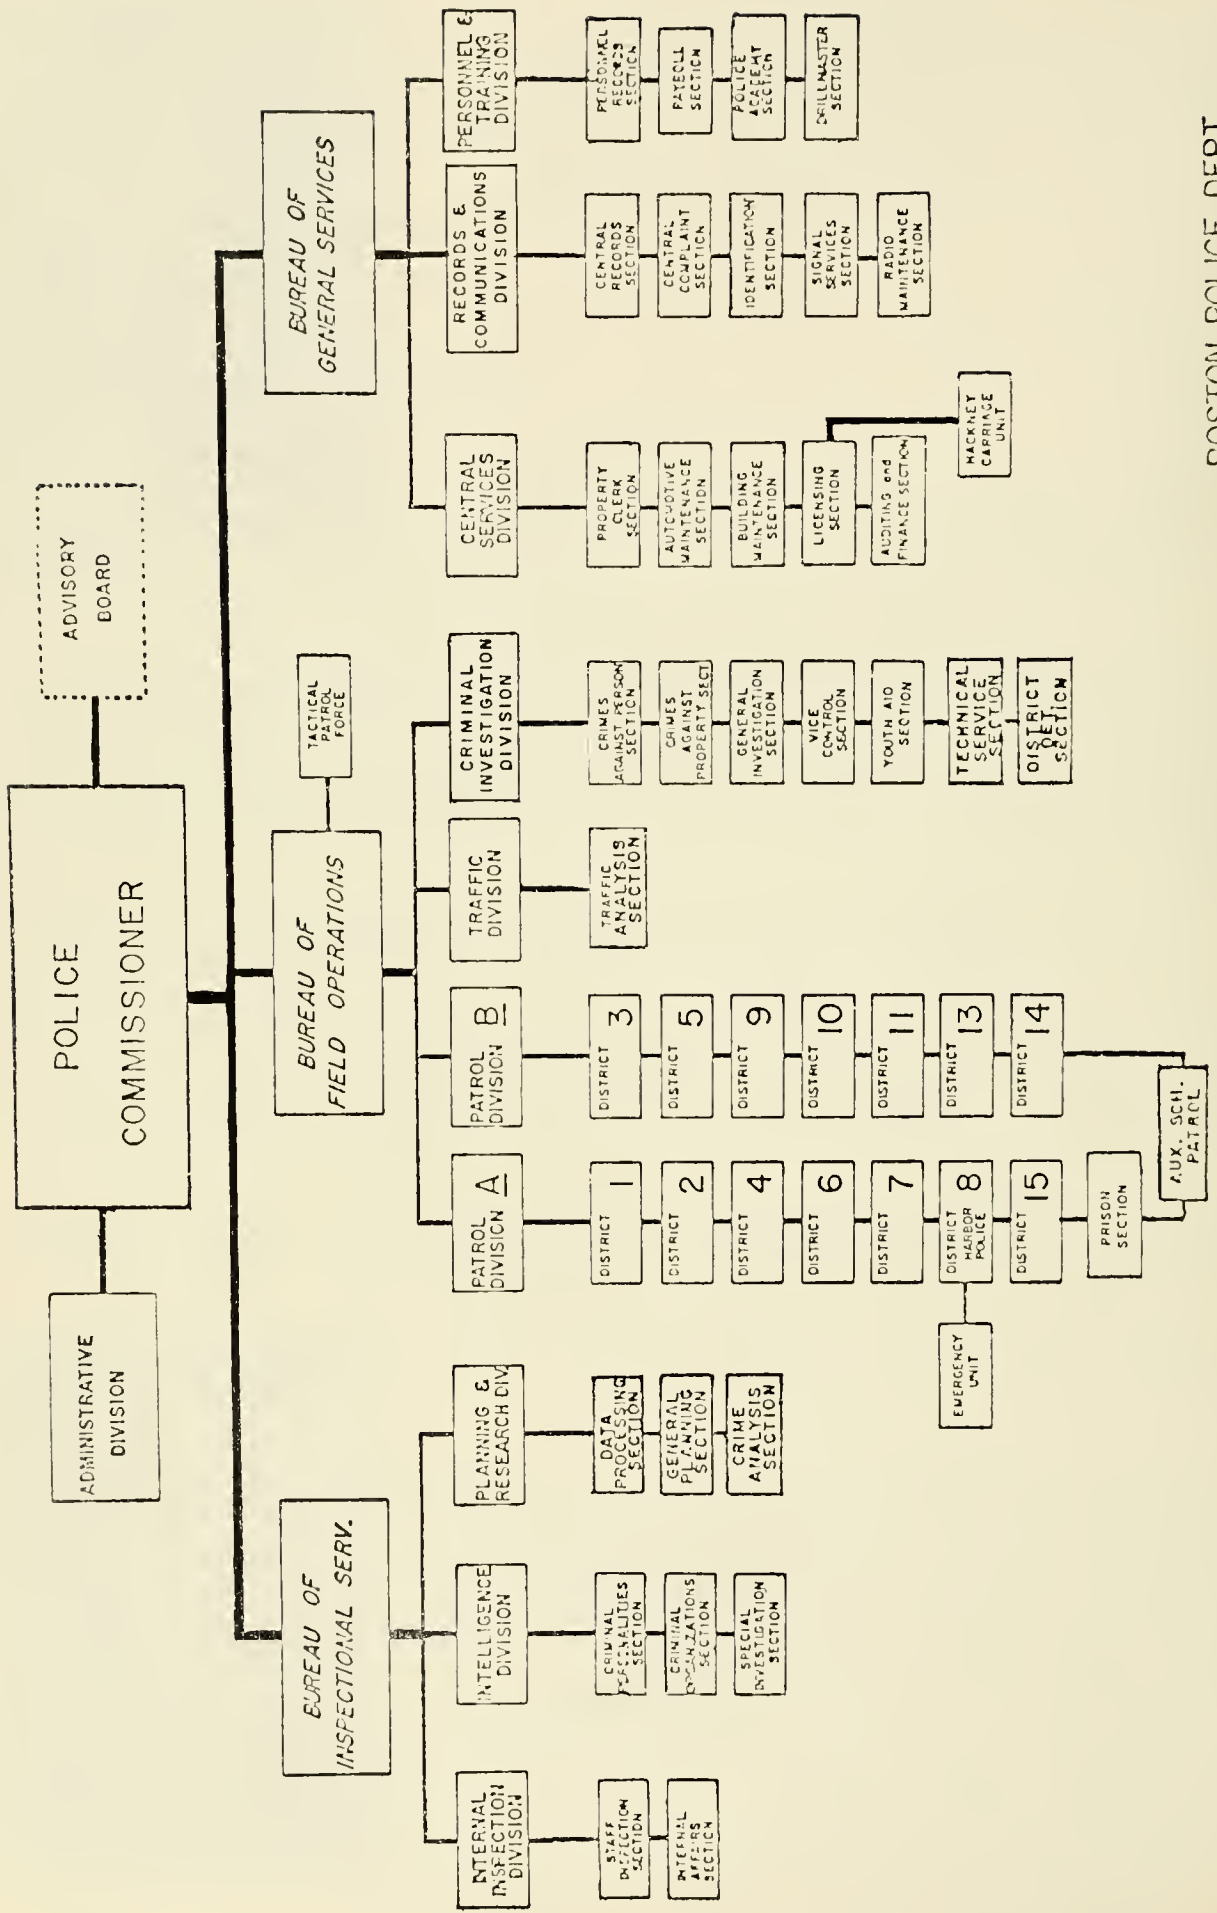 POLICE
COMMISSIONER
ADVISORY
BOARD
ADMINISTRATIVE
DIVISION
BUREAU OF
INSPECTIONAL SERV.
BUREAU OF
FIELD OPERATIONS
TACTICAL
PATROL
FORCE
BUREAU OF
GENERAL SERVICES
INTERNAL
INSPECTION
DIVISION
STAFF
INSPECTION
SECTION
INTERNAL
AFFAIRS
SECTION
INTELLIGENCE
DIVISION
CRIMINAL
PERSONALITIES
SECTION
CRIMINAL
ORGANIZATIONS
SECTION
SPECIAL
INVESTIGATION
SECTION
PLANNING &
RESEARCH DIV.
DATA
PROCESSING
SECTION
GENERAL
PLANNING
SECTION
CRIME
ANALYSIS
SECTION
PATROL
DIVISION A
DISTRICT 1
DISTRICT 2
DISTRICT 4
DISTRICT 6
DISTRICT 7
DISTRICT 8
HARBOR
POLICE
EMERGENCY
UNIT
DISTRICT 15
PRISON
SECTION
PATROL
DIVISION B
DISTRICT 3
DISTRICT 5
DISTRICT 9
DISTRICT 10
DISTRICT 11
DISTRICT 13
DISTRICT 14
AUX. SCH.
PATROL
TRAFFIC
DIVISION
TRAFFIC
ANALYSIS
SECTION
CRIMINAL
INVESTIGATION
DIVISION
CRIMES
AGAINST PERSON
SECTION
CRIMES
AGAINST
PROPERTY SECT.
GENERAL
INVESTIGATION
SECTION
VICE
CONTROL
SECTION
YOUTH AID
SECTION
TECHNICAL
SERVICE
SECTION
DISTRICT
DET.
SECTION
CENTRAL
SERVICES
DIVISION
PROPERTY
CLERK
SECTION
AUTOMOTIVE
MAINTENANCE
SECTION
BUILDING
MAINTENANCE
SECTION
LICENSING
SECTION
AUDITING and
FINANCE SECTION
HACKNEY
CARRIAGE
UNIT
RECORDS &
COMMUNICATIONS
DIVISION
CENTRAL
RECORDS
SECTION
CENTRAL
COMPLAINT
SECTION
IDENTIFICATION
SECTION
SIGNAL
SERVICES
SECTION
RADIO
MAINTENANCE
SECTION
PERSONNEL &
TRAINING
DIVISION
PERSONNEL
RECORDS
SECTION
PAYROLL
SECTION
POLICE
ACADEMY
SECTION
DRILLMASTER
SECTION
BOSTON POLICE DEPT